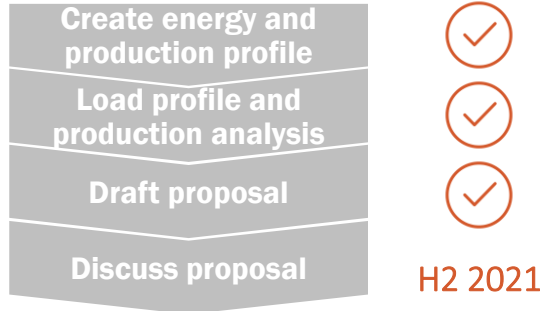 Create energy and
production profile
Load profile and
production analysis
Draft proposal
Discuss proposal
H2 2021